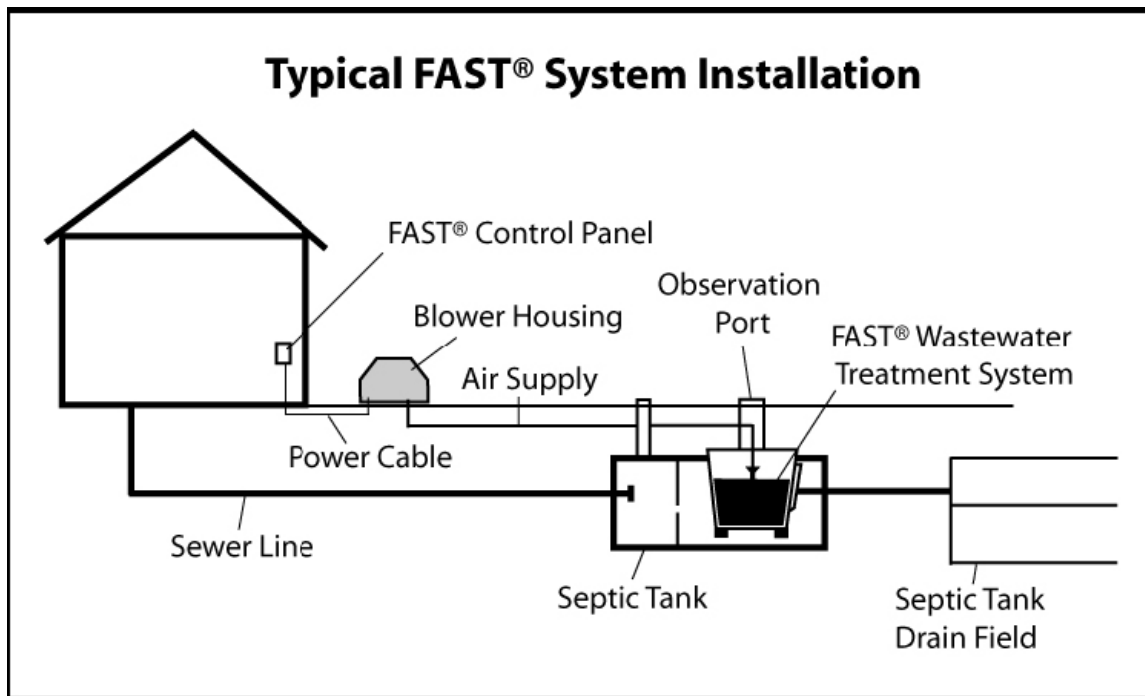 Typical FAST® System Installation
FAST® Control Panel
Observation
Port
Blower Housing
FAST® Wastewater
Treatment System
Air Supply
Power Cable
Sewer Line
Septic Tank
Septic Tank
Drain Field